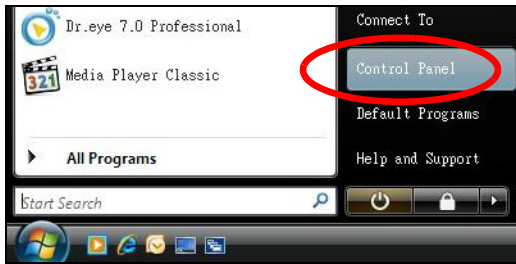 Dr.eye 7.0 Professional
321
Media Player Classic
All Programs
Start Search
Connect To
Control Panel
Default Programs
Help and Support